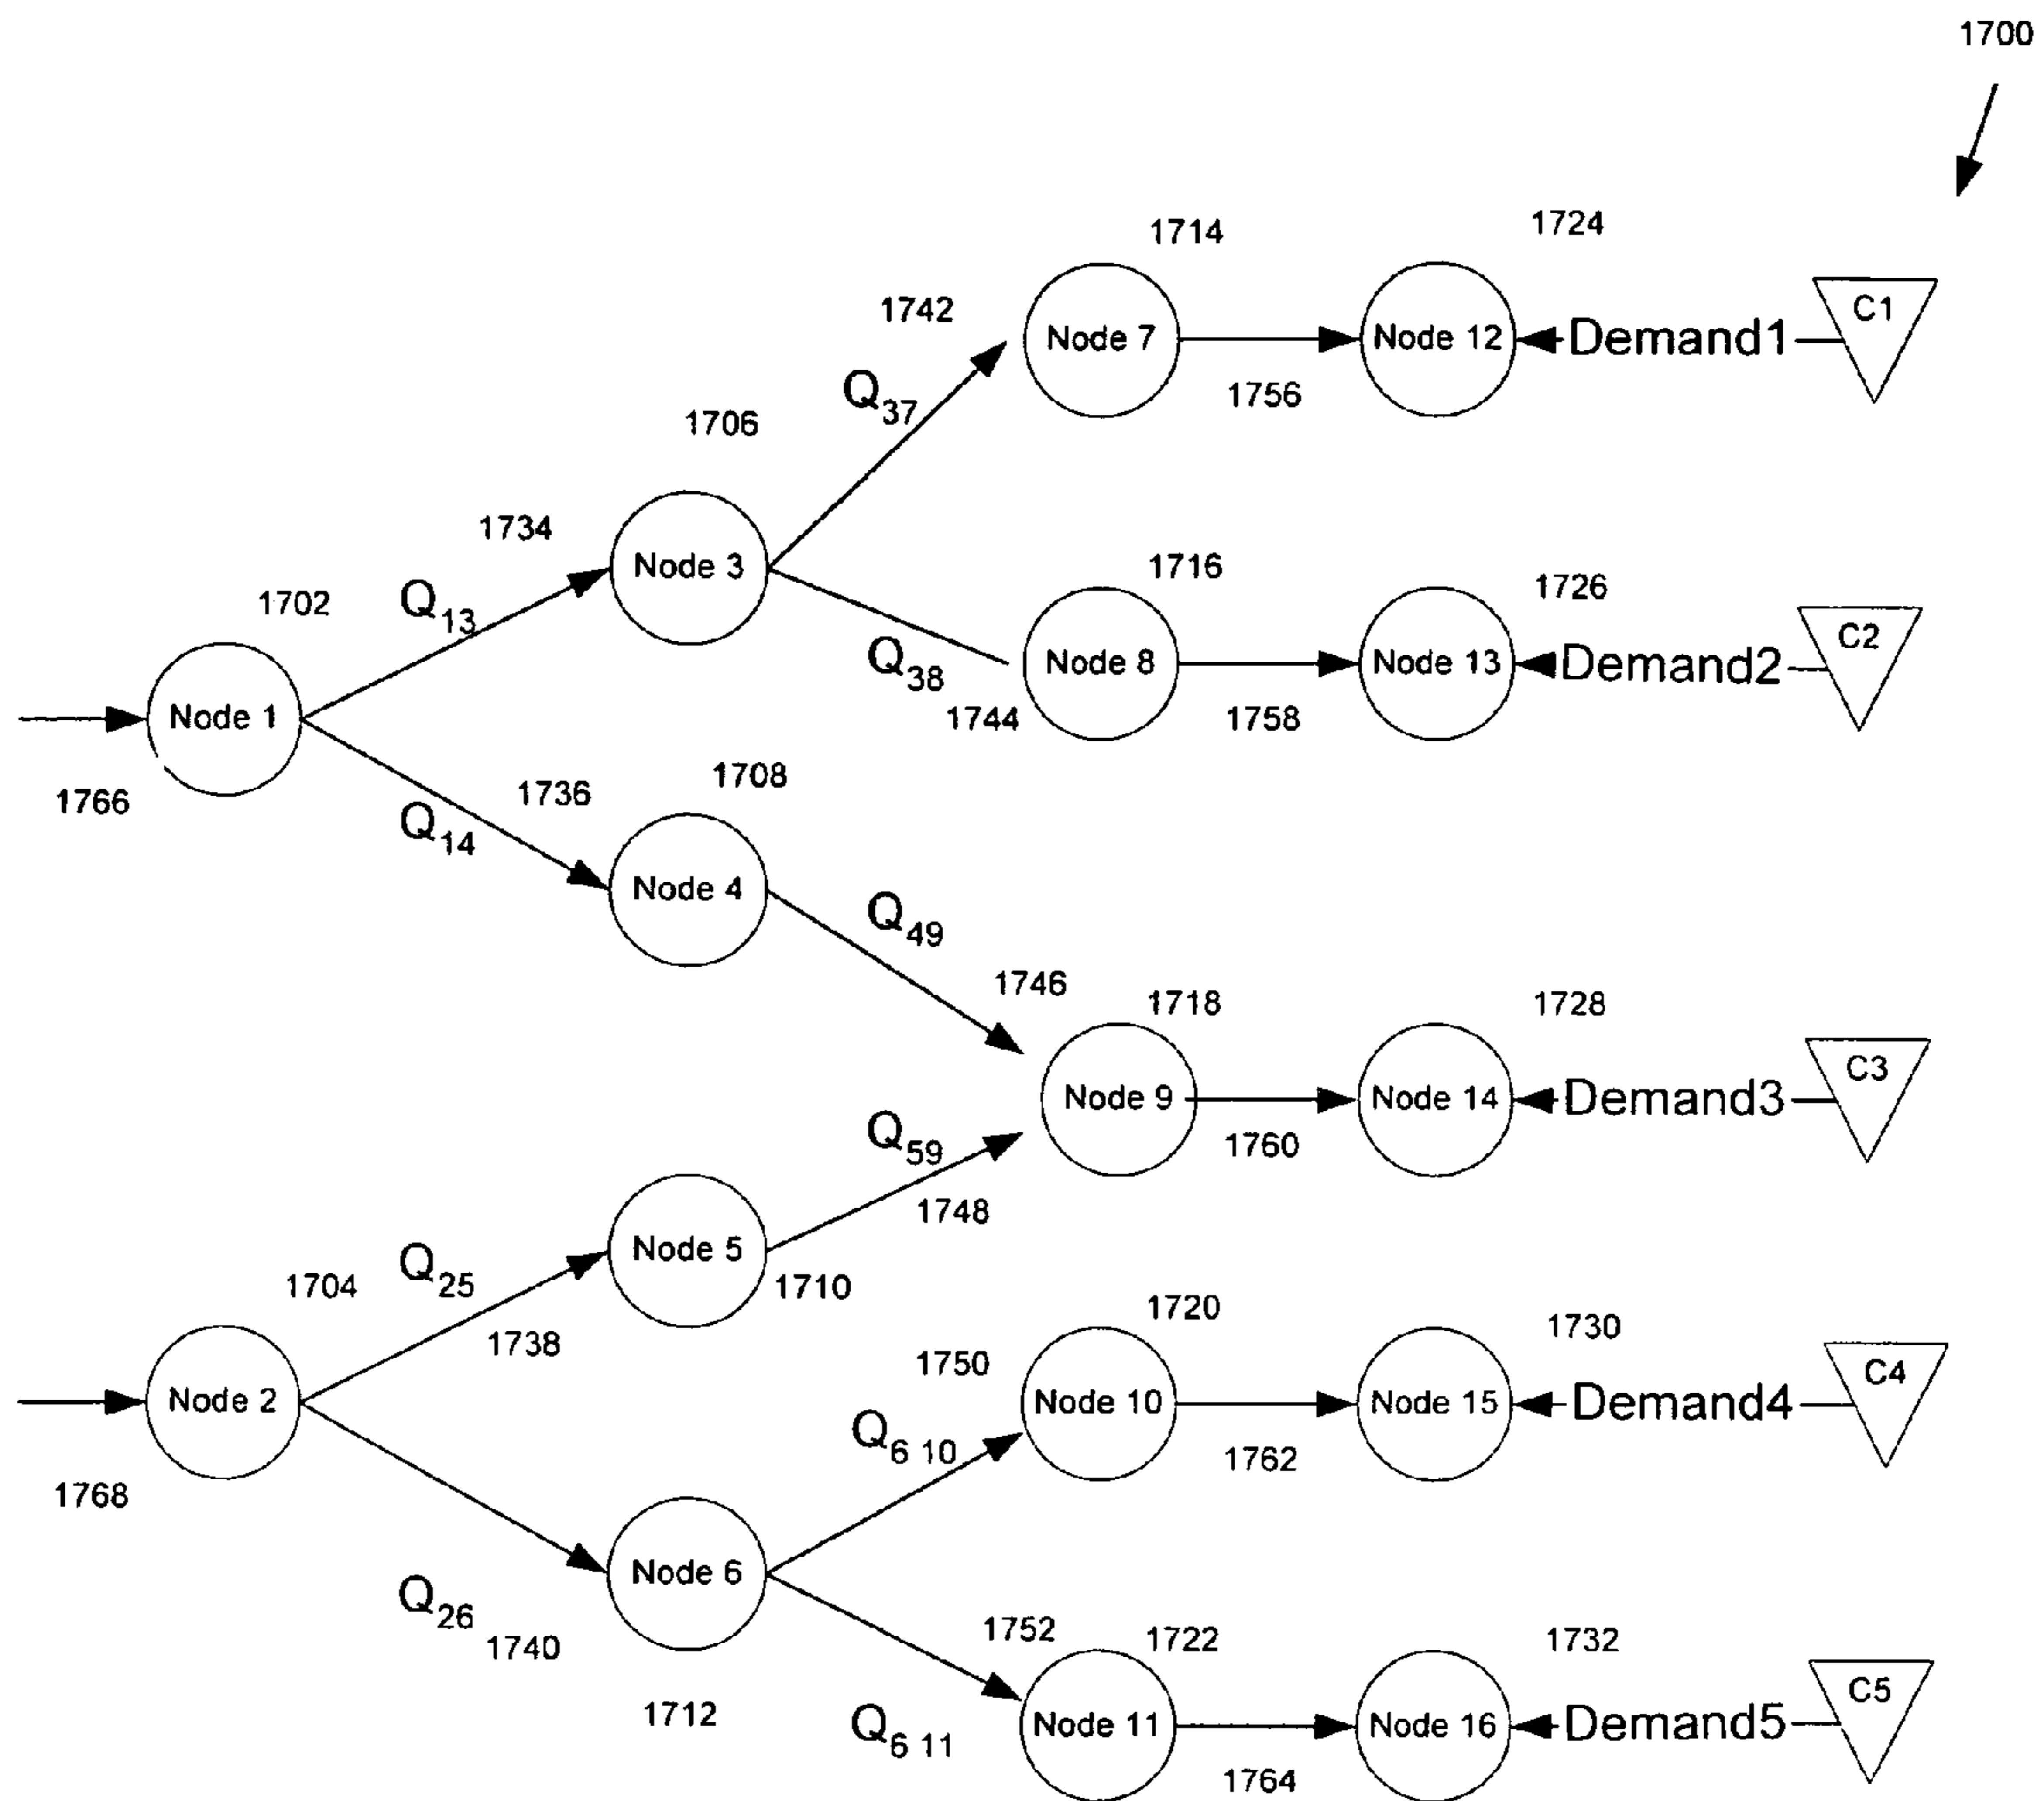 1700
1714
1724
1742
Node 7
Node 12
Demand1
C1
Q37
1756
1706
1734
Node 3
1716
1726
1702
Q13
Q38
Node 8
Node 13
Demand2
C2
1744
1758
Node 1
1766
Q14
1736
1708
Node 4
Q49
1746
1718
1728
Node 9
Node 14
Demand3
C3
Q59
1760
1748
1704
Q25
Node 5
1710
1738
1720
1730
1750
Node 2
Node 10
Node 15
Demand4
C4
Q6 10
1762
1768
Node 6
Q26
1740
1752
1722
1732
1712
Q6 11
Node 11
Node 16
Demand5
C5
1764